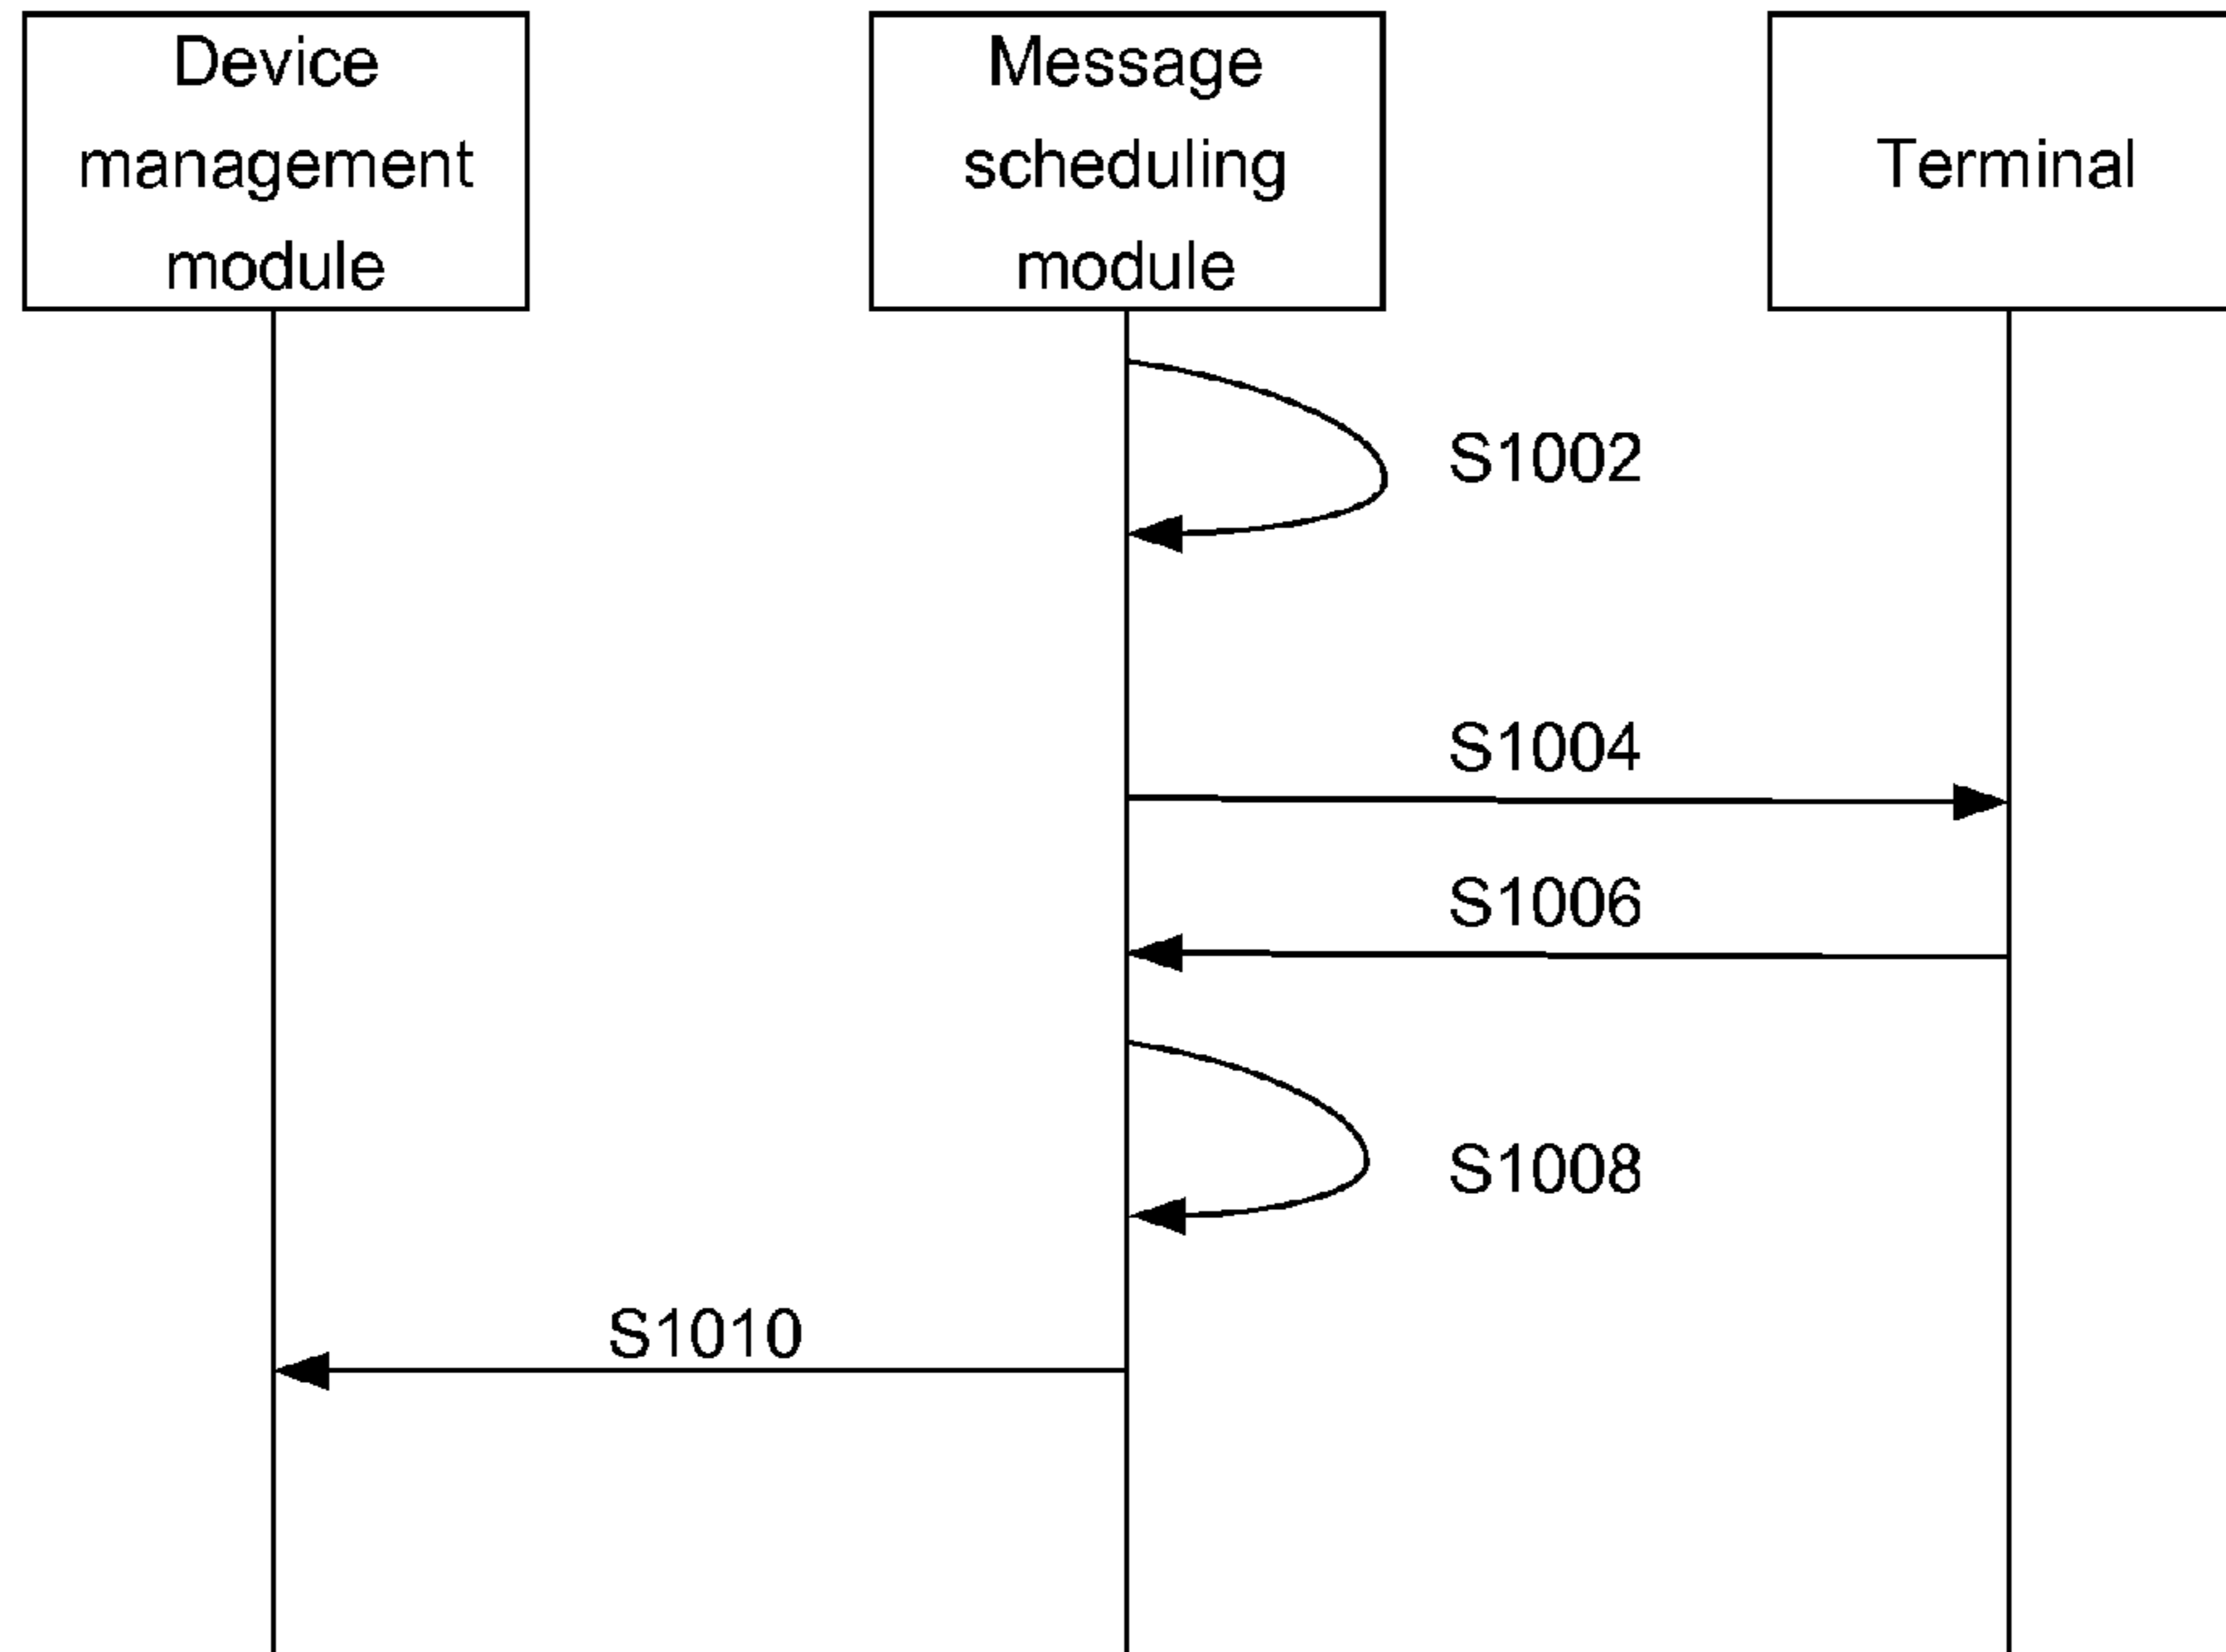 Device
management
module
Message
scheduling
module
Terminal
S1002
S1004
S1006
S1008
S1010